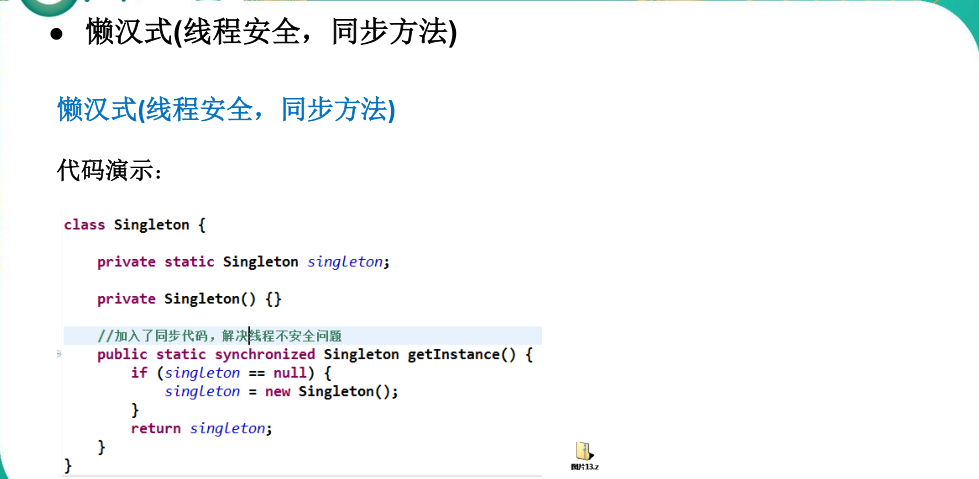 ● 懒汉式(线程安全，同步方法)
懒汉式(线程安全，同步方法)
代码演示：
class Singleton {
    private static Singleton singleton;
    private Singleton() {}
    //加入了同步代码，解决线程不安全问题
    public static synchronized Singleton getInstance() {
        if (singleton == null) {
            singleton = new Singleton();
        }
        return singleton;
    }
}
图片13.z